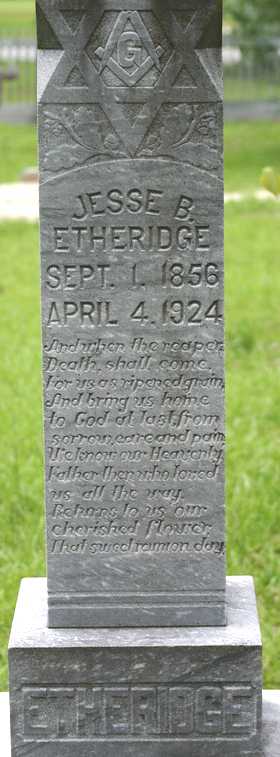 G
JESSE B.
ETHERIDGE
SEPT. 1. 1856
APRIL 4. 1924
And when the reaper,
Death, shall come
For us as ripened grain,
And bring us home
to God at last, from
sorrow, care and pain
We know our Heavenly
Father then who loved
us all the way.
Returns to us our
cherished flower
That sweet reunion day
ETHERIDGE